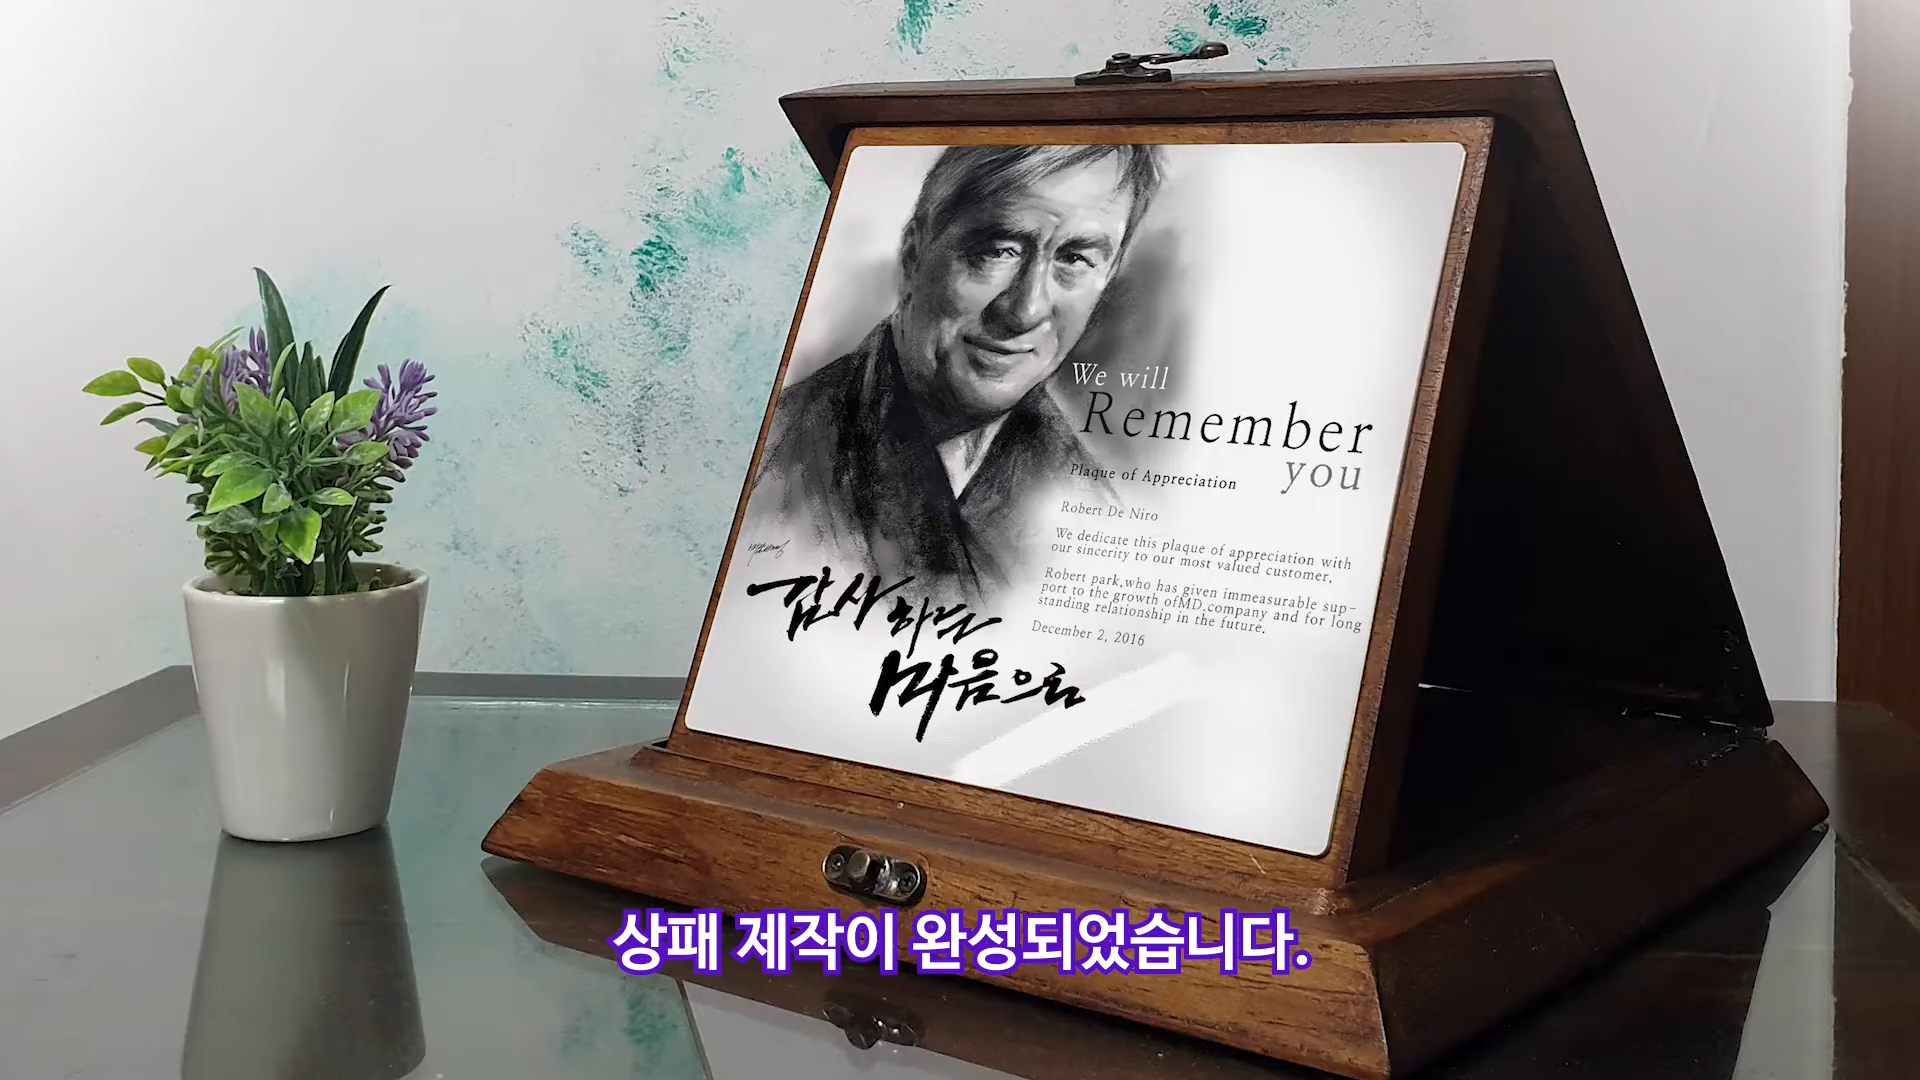 We will
Remember
you
Plaque of Appreciation
Robert De Niro
We dedicate this plaque of appreciation with
our sincerity to our most valued customer,
Robert park,who has given immeasurable sup-
port to the growth ofMD.company and for long
standing relationship in the future.
December 2, 2016
감사하는
마음으로
상패 제작이 완성되었습니다.